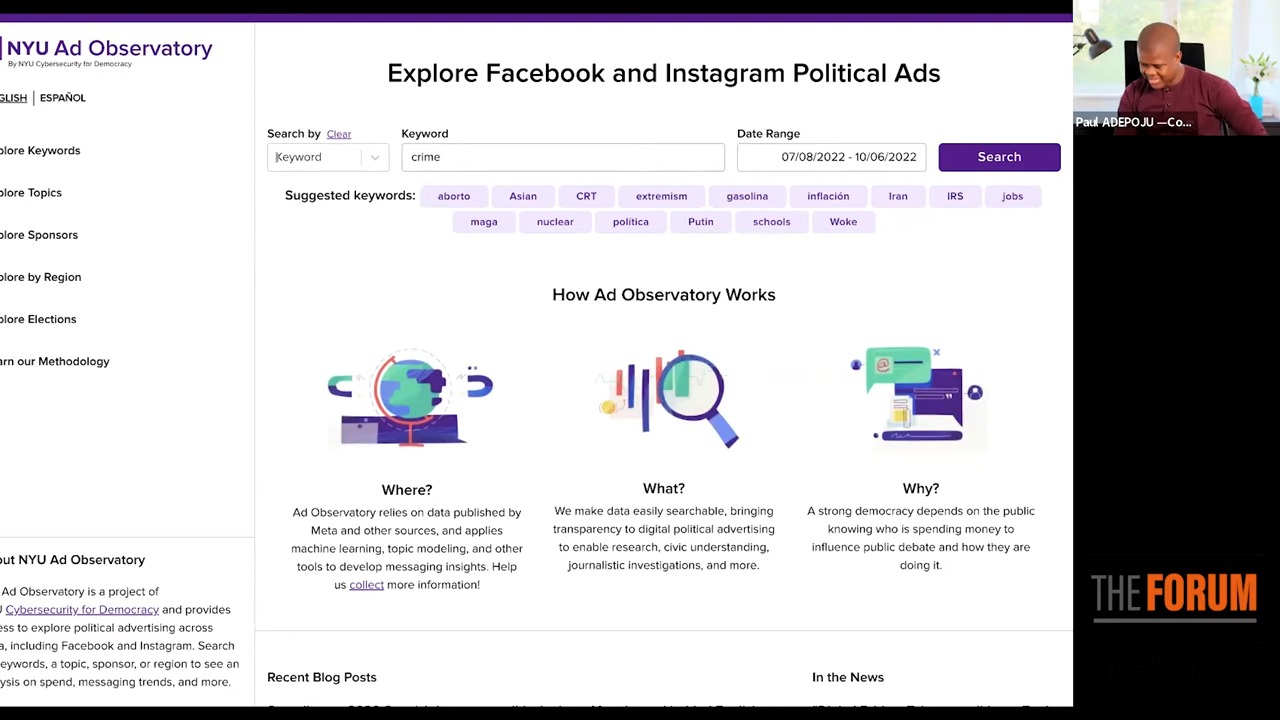 NYU Ad Observatory
By NYU Cybersecurity for Democracy
GLISH | ESPAÑOL
plore Keywords
plore Topics
plore Sponsors
plore by Region
plore Elections
arn our Methodology
out NYU Ad Observatory
Ad Observatory is a project of
U Cybersecurity for Democracy and provides
ess to explore political advertising across
a, including Facebook and Instagram. Search
eywords, a topic, sponsor, or region to see an
ysis on spend, messaging trends, and more.
Explore Facebook and Instagram Political Ads
Search by Clear
Keyword
Date Range
Keyword
crime
07/08/2022 - 10/06/2022
Search
Suggested keywords: aborto Asian CRT extremism gasolina inflación Iran IRS jobs
maga nuclear política Putin schools Woke
How Ad Observatory Works
Where?
Ad Observatory relies on data published by
Meta and other sources, and applies
machine learning, topic modeling, and other
tools to develop messaging insights. Help
us collect more information!
What?
We make data easily searchable, bringing
transparency to digital political advertising
to enable research, civic understanding,
journalistic investigations, and more.
Why?
A strong democracy depends on the public
knowing who is spending money to
influence public debate and how they are
doing it.
Recent Blog Posts
In the News
Paul ADEPOJU —Co...
THE FORUM